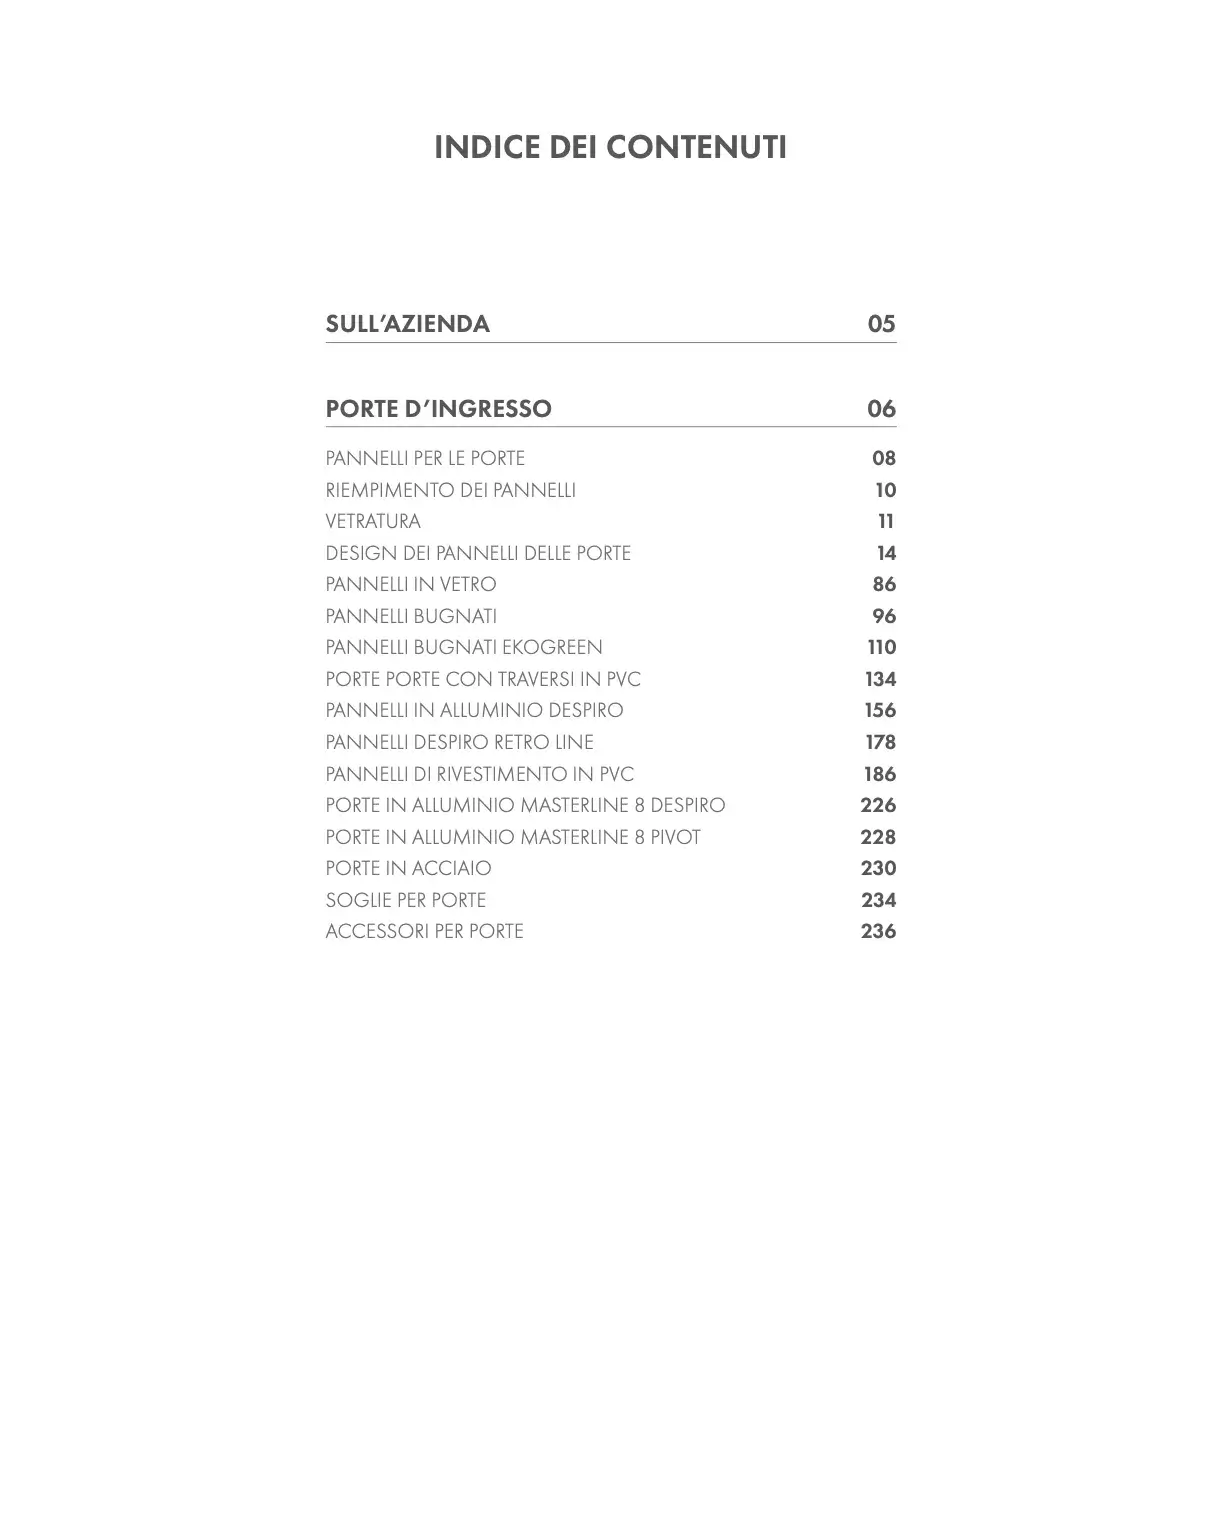 INDICE DEI CONTENUTI
SULL’AZIENDA 05
PORTE D’INGRESSO 06
PANNELLI PER LE PORTE 08
RIEMPIMENTO DEI PANNELLI 10
VETRATURA 11
DESIGN DEI PANNELLI DELLE PORTE 14
PANNELLI IN VETRO 86
PANNELLI BUGNATI 96
PANNELLI BUGNATI EKOGREEN 110
PORTE PORTE CON TRAVERSI IN PVC 134
PANNELLI IN ALLUMINIO DESPIRO 156
PANNELLI DESPIRO RETRO LINE 178
PANNELLI DI RIVESTIMENTO IN PVC 186
PORTE IN ALLUMINIO MASTERLINE 8 DESPIRO 226
PORTE IN ALLUMINIO MASTERLINE 8 PIVOT 228
PORTE IN ACCIAIO 230
SOGLIE PER PORTE 234
ACCESSORI PER PORTE 236